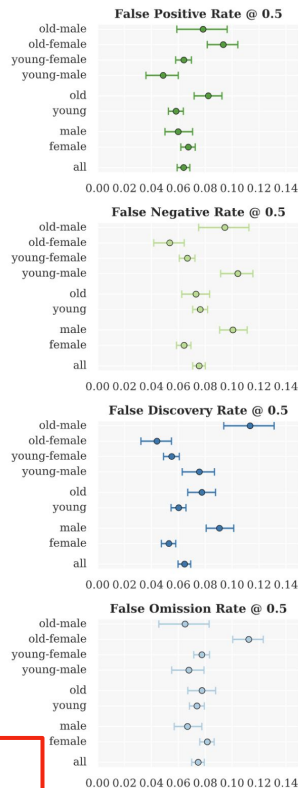 False Positive Rate @ 0.5
old-male
old-female
young-female
young-male
old
young
male
female
all
0.00 0.02 0.04 0.06 0.08 0.10 0.12 0.14
False Negative Rate @ 0.5
old-male
old-female
young-female
young-male
old
young
male
female
all
0.00 0.02 0.04 0.06 0.08 0.10 0.12 0.14
False Discovery Rate @ 0.5
old-male
old-female
young-female
young-male
old
young
male
female
all
0.00 0.02 0.04 0.06 0.08 0.10 0.12 0.14
False Omission Rate @ 0.5
old-male
old-female
young-female
young-male
old
young
male
female
all
0.00 0.02 0.04 0.06 0.08 0.10 0.12 0.14